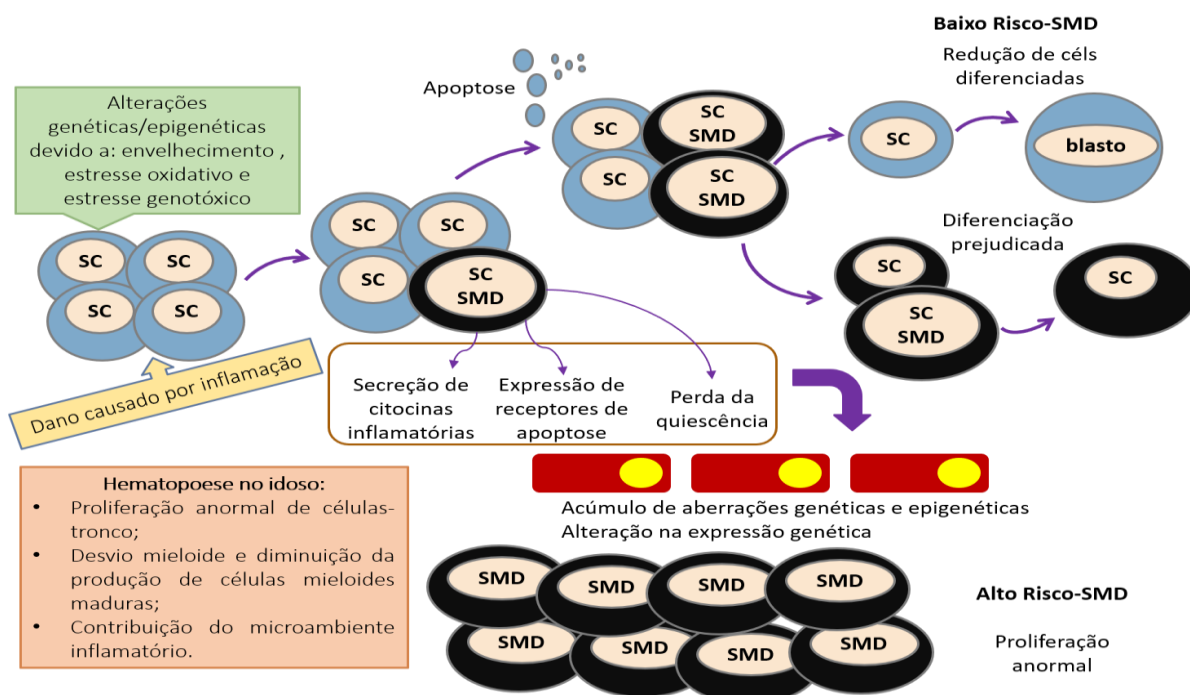 Baixo Risco-SMD
Redução de céls
diferenciadas
Apoptose
Alterações
genéticas/epigenéticas
devido a: envelhecimento ,
estresse oxidativo e
estresse genotóxico
SC
SC
SMD
SC
SC
SMD
SC
blasto
SC
SC
SC
SC
SMD
SC
SC
SC
SC
Diferenciação
prejudicada
SC
SC
SMD
SC
Dano causado por inflamação
Secreção de
citocinas
inflamatórias
Expressão de
receptores de
apoptose
Perda da
quiescência
Hematopoese no idoso:
• Proliferação anormal de células-
tronco;
• Desvio mieloide e diminuição da
produção de células mieloides
maduras;
• Contribuição do microambiente
inflamatório.
Acúmulo de aberrações genéticas e epigenéticas
Alteração na expressão genética
SMD
SMD
SMD
SMD
SMD
SMD
SMD
SMD
Alto Risco-SMD
Proliferação
anormal